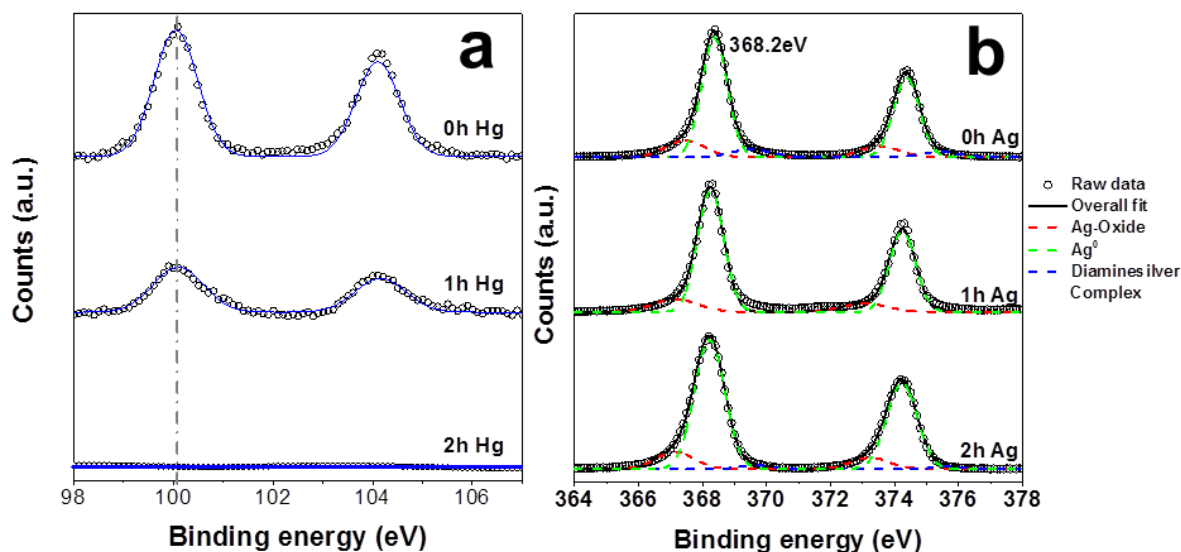 a
0h Hg
1h Hg
2h Hg
Counts (a.u.)
98 100 102 104 106
Binding energy (eV)
b
368.2eV
0h Ag
1h Ag
2h Ag
Counts (a.u.)
364 366 368 370 372 374 376 378
Binding energy (eV)
Raw data
Overall fit
Ag-Oxide
Ag⁰
Diaminesilver
Complex